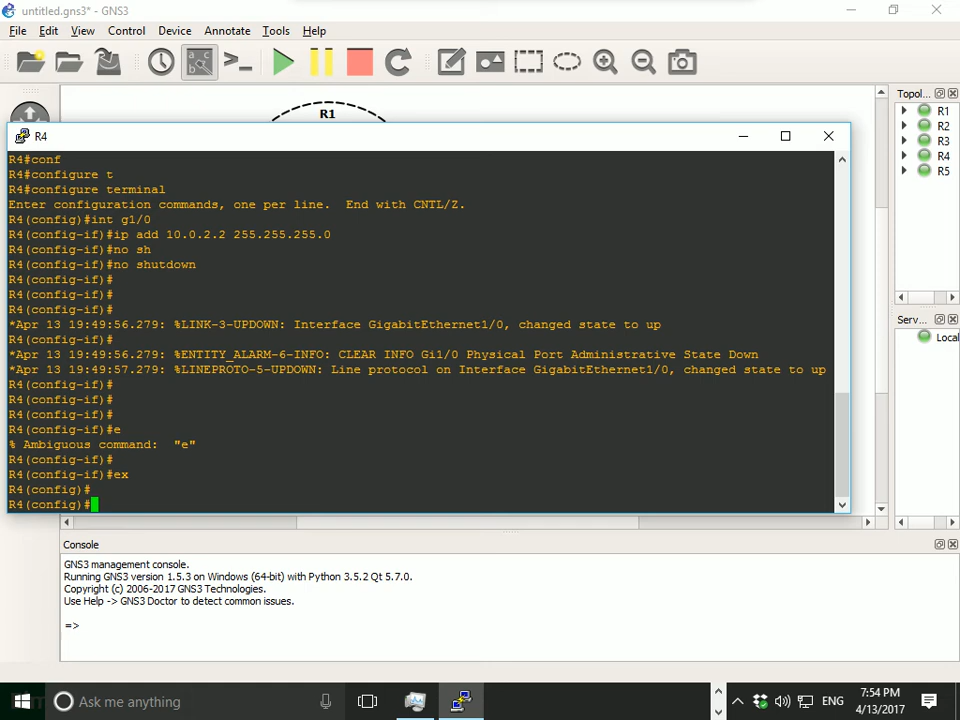 untitled.gns3* - GNS3
File Edit View Control Device Annotate Tools Help
R1
Topol...
R1
R2
R3
R4
R5
R4
R4#conf
R4#configure t
R4#configure terminal
Enter configuration commands, one per line.  End with CNTL/Z.
R4(config)#int g1/0
R4(config-if)#ip add 10.0.2.2 255.255.255.0
R4(config-if)#no sh
R4(config-if)#no shutdown
R4(config-if)#
R4(config-if)#
R4(config-if)#
*Apr 13 19:49:56.279: %LINK-3-UPDOWN: Interface GigabitEthernet1/0, changed state to up
R4(config-if)#
*Apr 13 19:49:56.279: %ENTITY_ALARM-6-INFO: CLEAR INFO Gi1/0 Physical Port Administrative State Down
*Apr 13 19:49:57.279: %LINEPROTO-5-UPDOWN: Line protocol on Interface GigabitEthernet1/0, changed state to up
R4(config-if)#
R4(config-if)#
R4(config-if)#
R4(config-if)#e
% Ambiguous command:  "e"
R4(config-if)#
R4(config-if)#ex
R4(config)#
R4(config)#
Serv...
Local
Console
GNS3 management console.
Running GNS3 version 1.5.3 on Windows (64-bit) with Python 3.5.2 Qt 5.7.0.
Copyright (c) 2006-2017 GNS3 Technologies.
Use Help -> GNS3 Doctor to detect common issues.
=>
Ask me anything
ENG
7:54 PM
4/13/2017